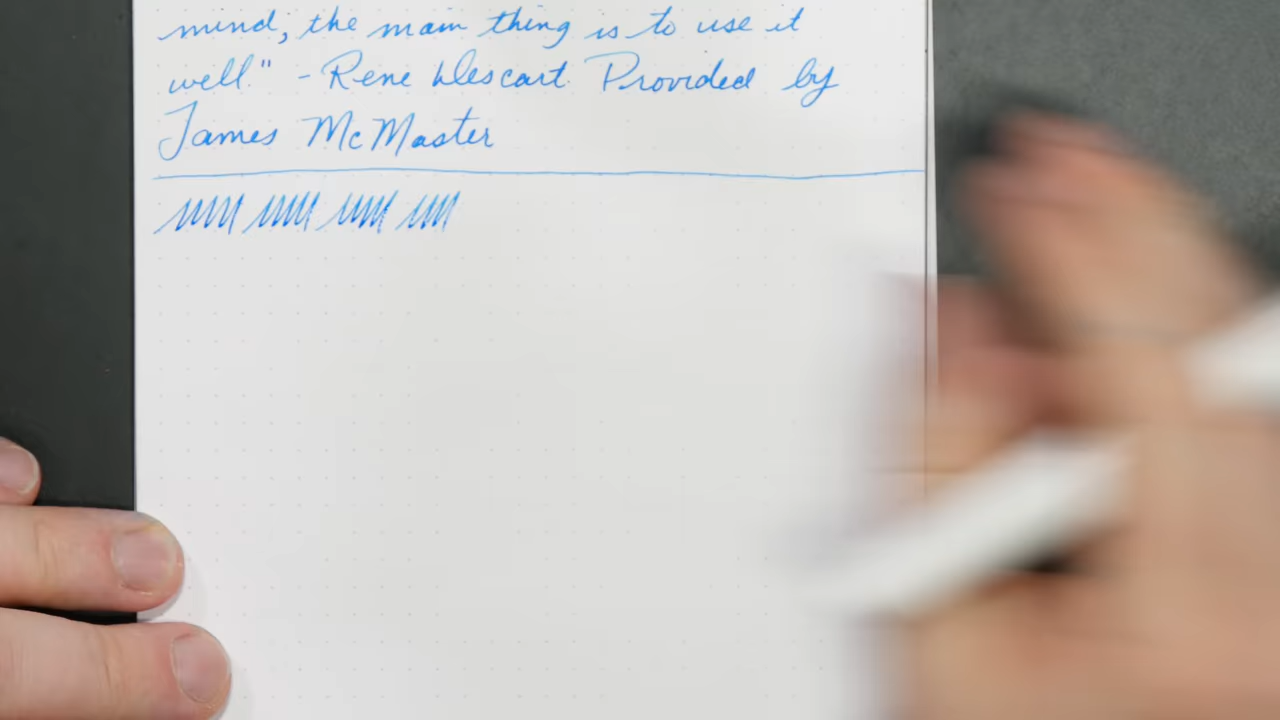 mind; the main thing is to use it
well" - Rene Descart Provided by
James McMaster